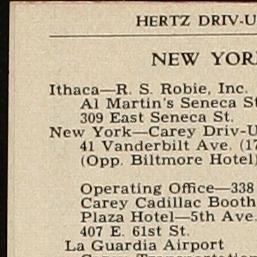 HERTZ DRIV-U
NEW YOR
Ithaca—R. S. Robie, Inc.
Al Martin's Seneca St
309 East Seneca St.
New York—Carey Driv-U
41 Vanderbilt Ave. (17
(Opp. Biltmore Hotel)
Operating Office—338
Carey Cadillac Booth
Plaza Hotel—5th Ave.
407 E. 61st St.
La Guardia Airport